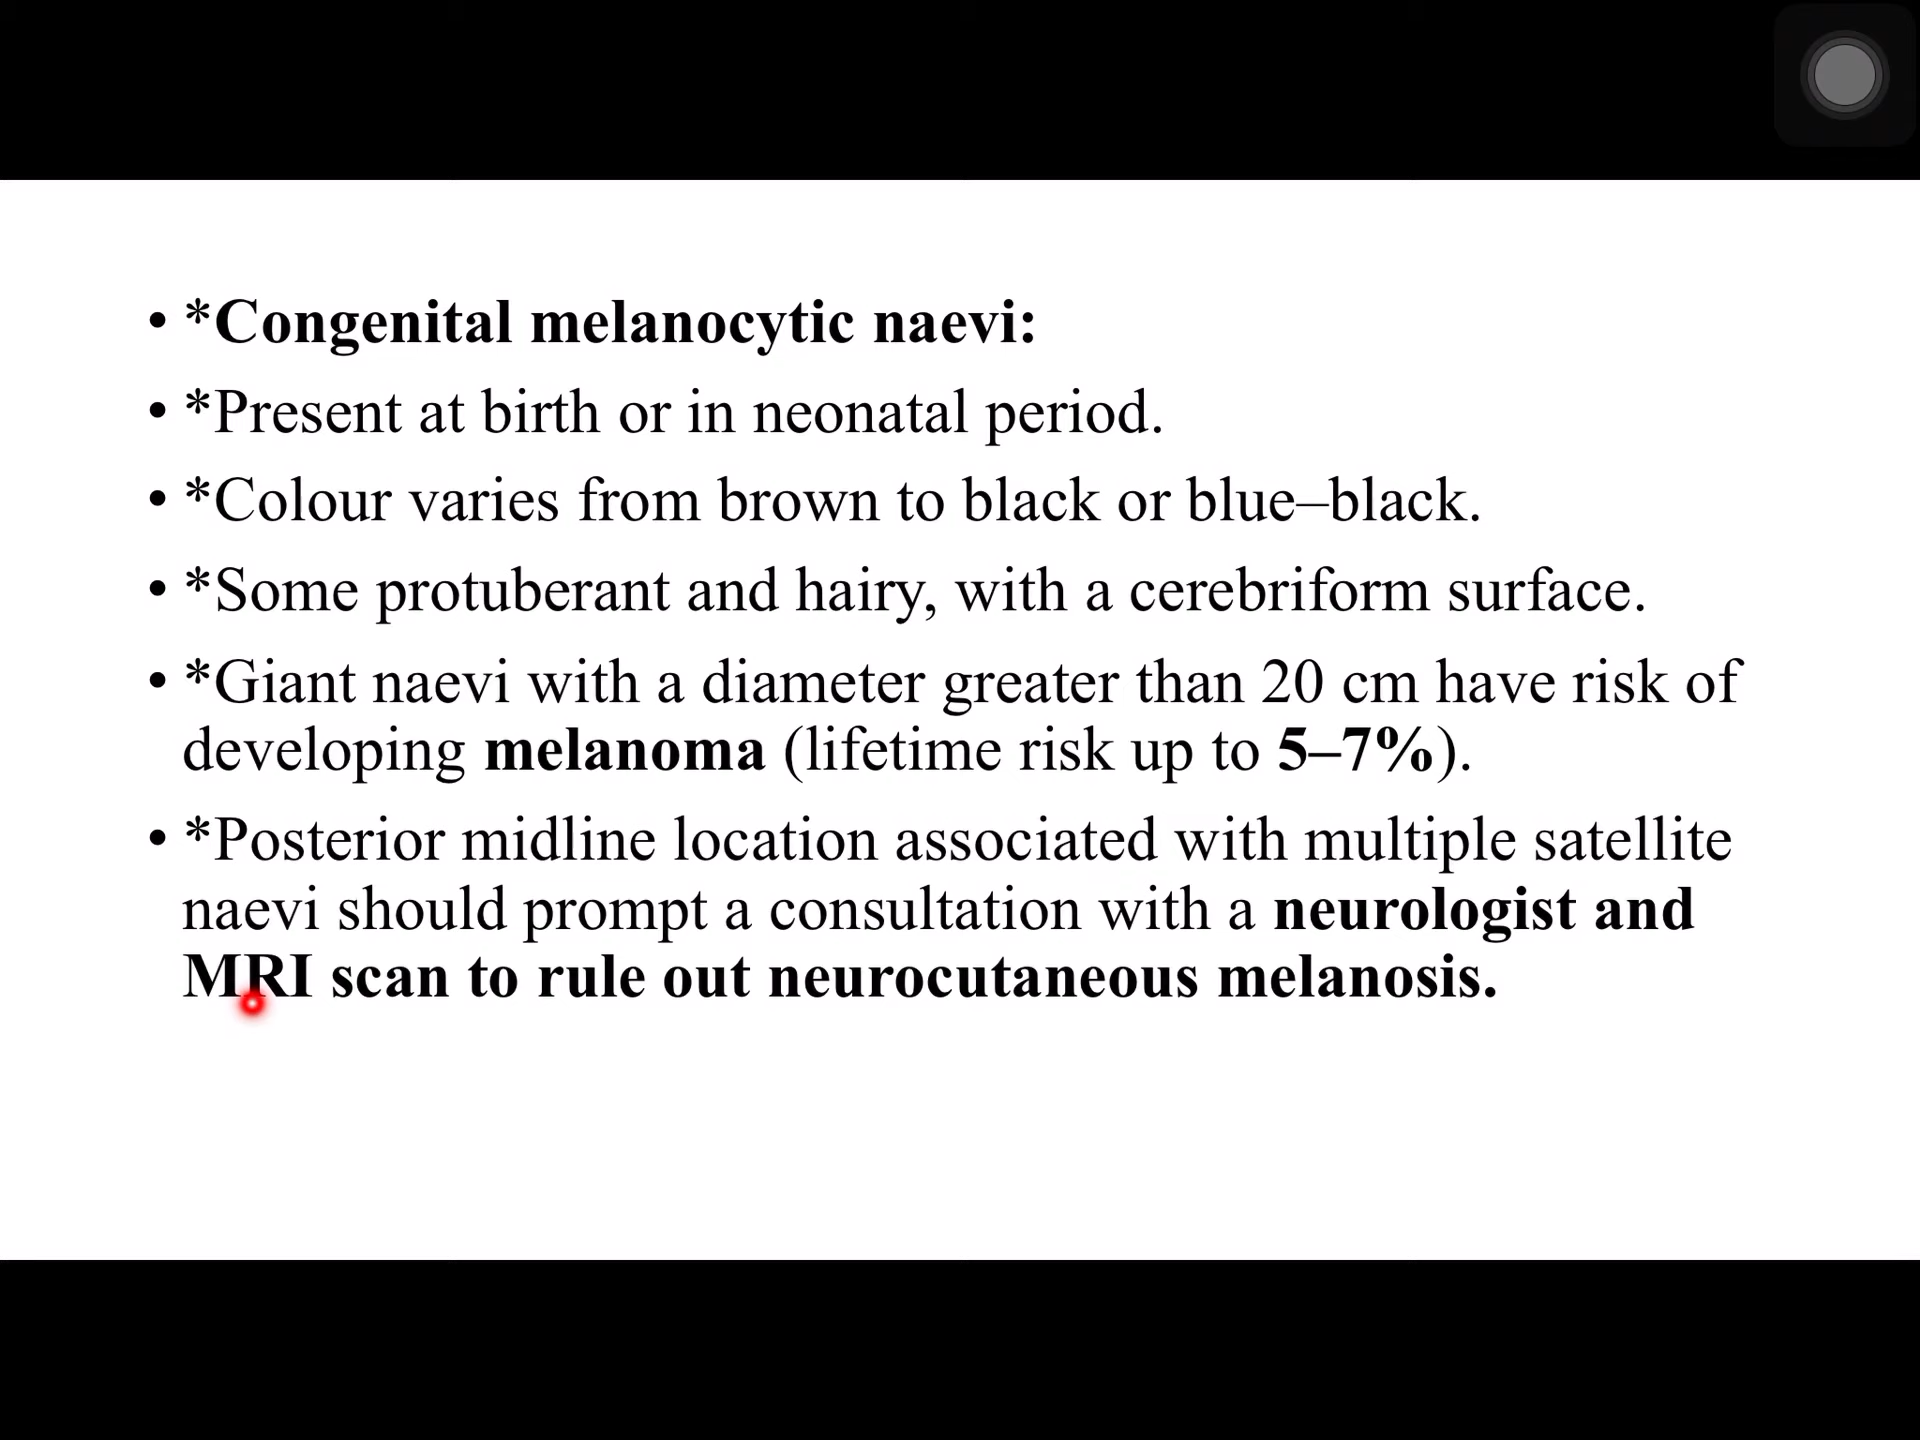 • *Congenital melanocytic naevi:
• *Present at birth or in neonatal period.
• *Colour varies from brown to black or blue–black.
• *Some protuberant and hairy, with a cerebriform surface.
• *Giant naevi with a diameter greater than 20 cm have risk of
developing melanoma (lifetime risk up to 5–7%).
• *Posterior midline location associated with multiple satellite
naevi should prompt a consultation with a neurologist and
MRI scan to rule out neurocutaneous melanosis.